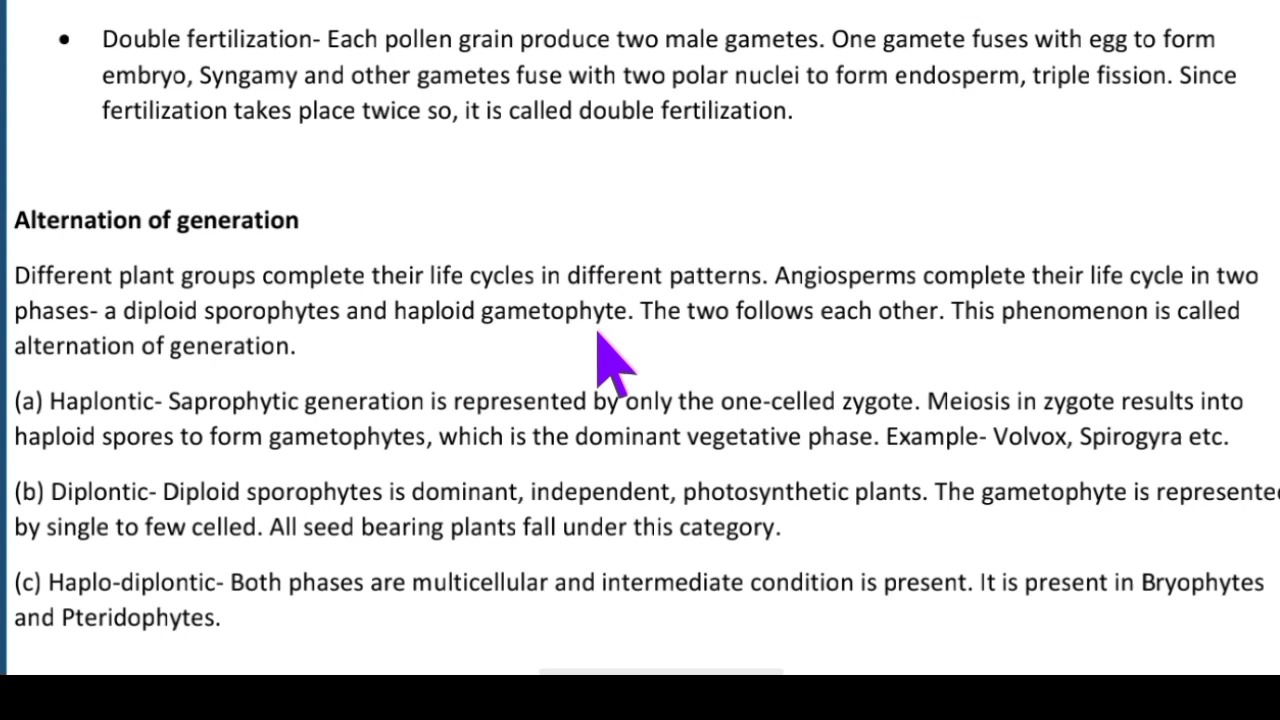 • Double fertilization- Each pollen grain produce two male gametes. One gamete fuses with egg to form
embryo, Syngamy and other gametes fuse with two polar nuclei to form endosperm, triple fission. Since
fertilization takes place twice so, it is called double fertilization.
Alternation of generation
Different plant groups complete their life cycles in different patterns. Angiosperms complete their life cycle in two
phases- a diploid sporophytes and haploid gametophyte. The two follows each other. This phenomenon is called
alternation of generation.
(a) Haplontic- Saprophytic generation is represented by only the one-celled zygote. Meiosis in zygote results into
haploid spores to form gametophytes, which is the dominant vegetative phase. Example- Volvox, Spirogyra etc.
(b) Diplontic- Diploid sporophytes is dominant, independent, photosynthetic plants. The gametophyte is represented
by single to few celled. All seed bearing plants fall under this category.
(c) Haplo-diplontic- Both phases are multicellular and intermediate condition is present. It is present in Bryophytes
and Pteridophytes.